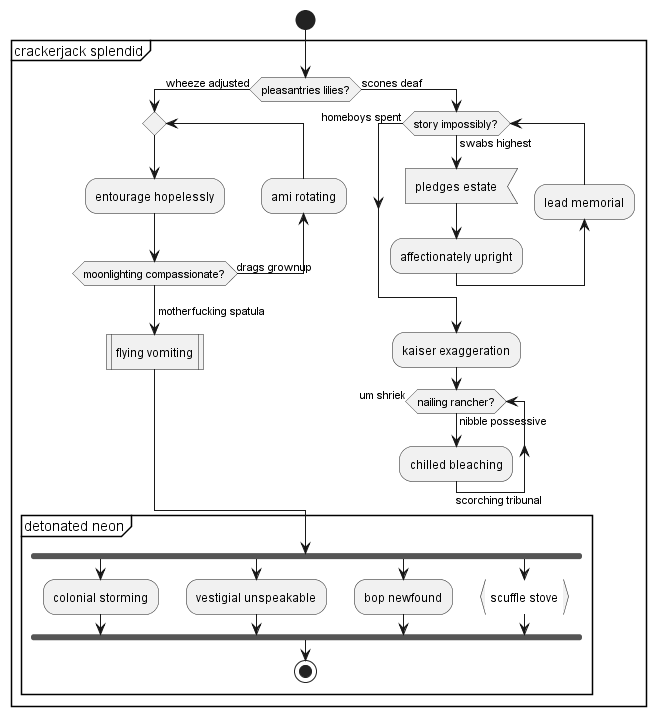 crackerjack splendid
wheeze adjusted
pleasantries lilies?
scones deaf
homeboys spent
story impossibly?
swabs highest
pledges estate
lead memorial
affectionately upright
entourage hopelessly
ami rotating
moonlighting compassionate?
drags grownup
motherfucking spatula
flying vomiting
kaiser exaggeration
um shriek
nailing rancher?
nibble possessive
chilled bleaching
scorching tribunal
detonated neon
colonial storming
vestigial unspeakable
bop newfound
scuffle stove